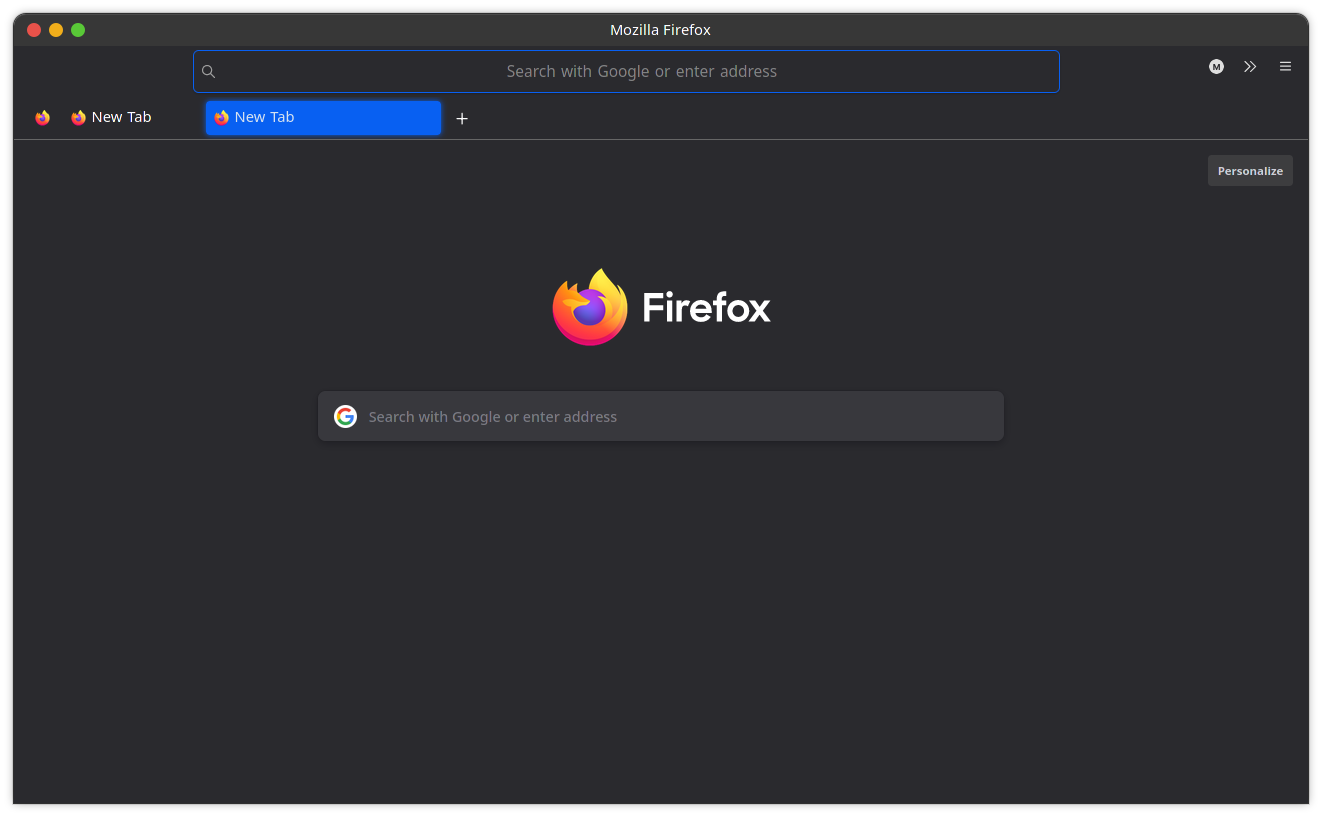 Mozilla Firefox
Search with Google or enter address
M
New Tab
New Tab
Personalize
Firefox
Search with Google or enter address